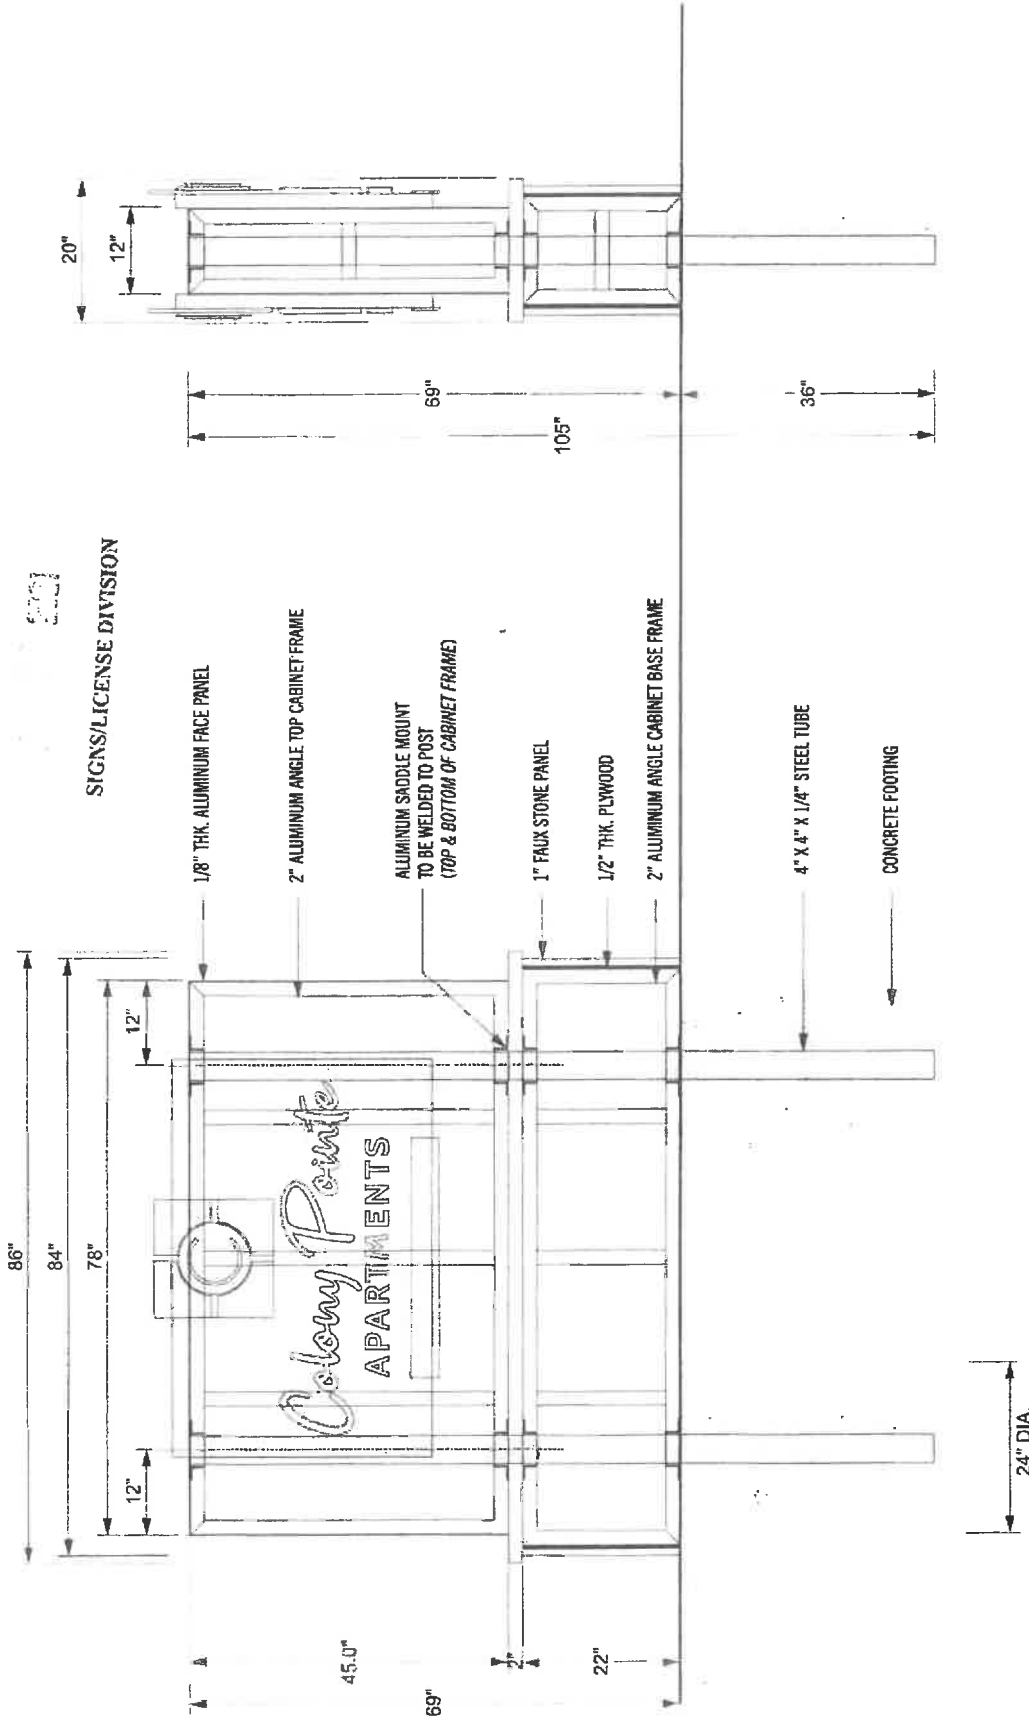 SIGNS/LICENSE DIVISION
86"
84"
78"
12"
12"
45.0"
2"
22"
69"
Colony Pointe
APARTMENTS
1/8" THK. ALUMINUM FACE PANEL
2" ALUMINUM ANGLE TOP CABINET FRAME
ALUMINUM SADDLE MOUNT
TO BE WELDED TO POST
(TOP & BOTTOM OF CABINET FRAME)
1" FAUX STONE PANEL
1/2" THK. PLYWOOD
2" ALUMINUM ANGLE CABINET BASE FRAME
4" X 4" X 1/4" STEEL TUBE
CONCRETE FOOTING
24" DIA.
20"
12"
69"
105"
36"